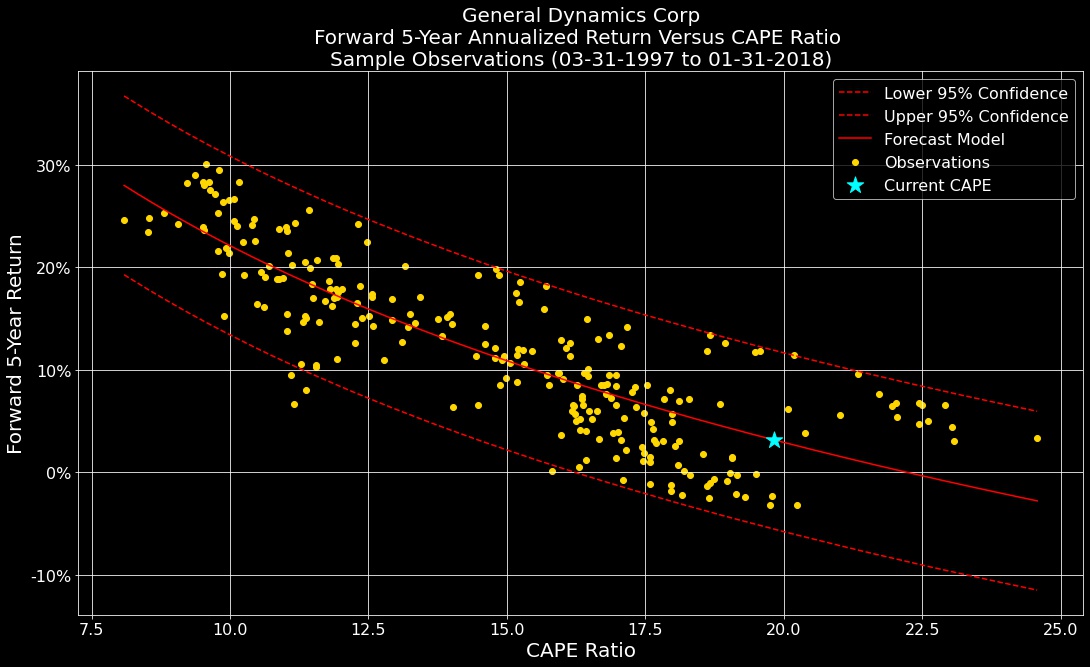 General Dynamics Corp
Forward 5-Year Annualized Return Versus CAPE Ratio
Sample Observations (03-31-1997 to 01-31-2018)
Lower 95% Confidence
Upper 95% Confidence
Forecast Model
Observations
Current CAPE
Forward 5-Year Return
30%
20%
10%
0%
-10%
7.5 10.0 12.5 15.0 17.5 20.0 22.5 25.0
CAPE Ratio